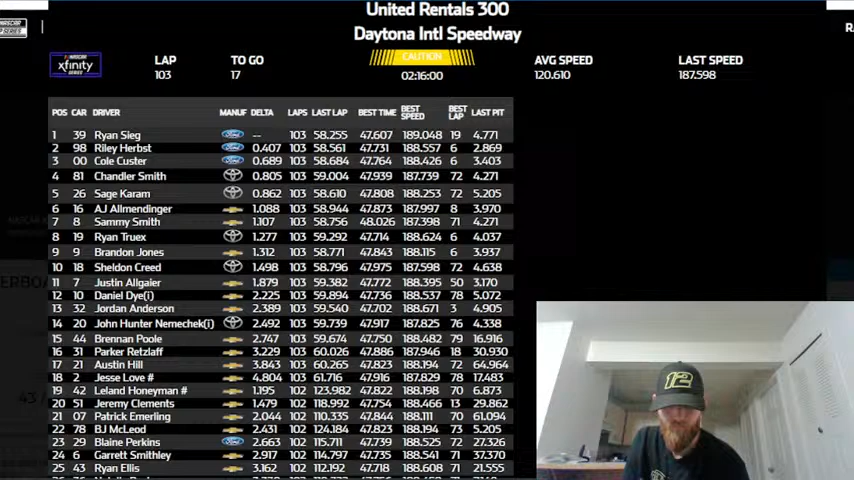 United Rentals 300
Daytona Intl Speedway
xfinity SERIES
LAP TO GO CAUTION AVG SPEED LAST SPEED
103 17 02:16:00 120.610 187.598
POS CAR DRIVER MANUF DELTA LAPS LAST LAP BEST TIME BEST SPEED BEST LAP LAST PIT
1 39 Ryan Sieg -- 103 58.255 47.607 189.048 19 4.771
2 98 Riley Herbst 0.407 103 58.561 47.731 188.557 6 2.869
3 00 Cole Custer 0.689 103 58.684 47.764 188.426 6 3.403
4 81 Chandler Smith 0.805 103 59.004 47.939 187.739 72 4.271
5 26 Sage Karam 0.862 103 58.610 47.808 188.253 72 5.205
6 16 AJ Allmendinger 1.088 103 58.944 47.873 187.997 8 3.970
7 8 Sammy Smith 1.107 103 58.756 48.026 187.398 71 4.271
8 19 Ryan Truex 1.277 103 59.292 47.714 188.624 6 4.037
9 9 Brandon Jones 1.312 103 58.771 47.843 188.115 6 3.937
10 18 Sheldon Creed 1.498 103 58.796 47.975 187.598 72 4.638
11 7 Justin Allgaier 1.879 103 59.382 47.772 188.395 50 3.170
12 10 Daniel Dye(i) 2.225 103 59.894 47.736 188.537 78 5.072
13 32 Jordan Anderson 2.389 103 59.540 47.702 188.671 3 4.905
14 20 John Hunter Nemechek(i) 2.492 103 59.739 47.917 187.825 76 4.338
15 44 Brennan Poole 2.747 103 59.674 47.750 188.482 79 16.916
16 31 Parker Retzlaff 3.229 103 60.026 47.886 187.946 18 30.930
17 21 Austin Hill 3.843 103 60.265 47.823 188.194 72 64.964
18 2 Jesse Love # 4.804 103 61.716 47.916 187.829 78 17.483
19 42 Leland Honeyman # 1.195 102 123.982 47.822 188.198 70 6.873
20 51 Jeremy Clements 1.479 102 118.992 47.754 188.466 13 29.862
21 07 Patrick Emerling 2.044 102 110.335 47.844 188.111 70 61.094
22 78 BJ McLeod 2.431 102 124.184 47.823 188.194 73 5.205
23 29 Blaine Perkins 2.663 102 115.711 47.739 188.525 72 27.326
24 6 Garrett Smithley 2.917 102 114.795 47.735 188.541 71 37.370
25 43 Ryan Ellis 3.162 102 112.192 47.718 188.608 71 21.555
12